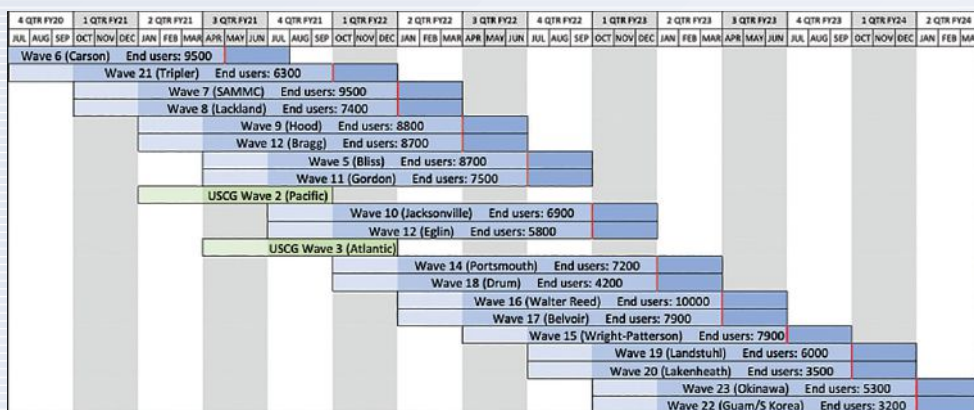 4 QTR FY20 1 QTR FY21 2 QTR FY21 3 QTR FY21 4 QTR FY21 1 QTR FY22 2 QTR FY22 3 QTR FY22 4 QTR FY22 1 QTR FY23 2 QTR FY23 3 QTR FY23 4 QTR FY23 1 QTR FY24 2 QTR FY24
JUL AUG SEP OCT NOV DEC JAN FEB MAR APR MAY JUN JUL AUG SEP OCT NOV DEC JAN FEB MAR APR MAY JUN JUL AUG SEP OCT NOV DEC JAN FEB MAR APR MAY JUN JUL AUG SEP OCT NOV DEC JAN FEB
Wave 6 (Carson) End users: 9500
Wave 21 (Tripler) End users: 6300
Wave 7 (SAMMC) End users: 9500
Wave 8 (Lackland) End users: 7400
Wave 9 (Hood) End users: 8800
Wave 12 (Bragg) End users: 8700
Wave 5 (Bliss) End users: 8700
Wave 11 (Gordon) End users: 7500
USCG Wave 2 (Pacific)
Wave 10 (Jacksonville) End users: 6900
Wave 12 (Eglin) End users: 5800
USCG Wave 3 (Atlantic)
Wave 14 (Portsmouth) End users: 7200
Wave 18 (Drum) End users: 4200
Wave 16 (Walter Reed) End users: 10000
Wave 17 (Belvoir) End users: 7900
Wave 15 (Wright-Patterson) End users: 7900
Wave 19 (Landstuhl) End users: 6000
Wave 20 (Lakenheath) End users: 3500
Wave 23 (Okinawa) End users: 5300
Wave 22 (Guam/S Korea) End users: 3200